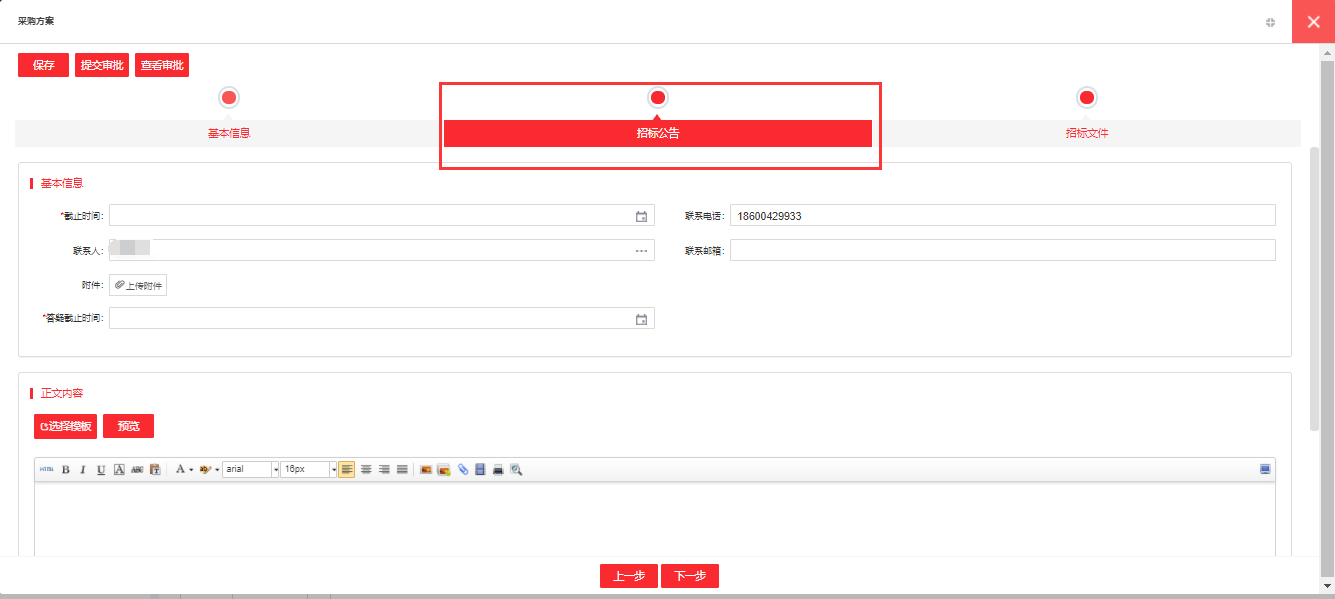 采购方案
保存 提交审批 查看审批
基本信息 招标公告 招标文件
基本信息
*截止时间: 联系电话: 18600429933
联系人: 联系邮箱:
附件: 上传附件
*答疑截止时间:
正文内容
选择模板 预览
HTML B I U A ABC T A ab arial 16px
上一步 下一步